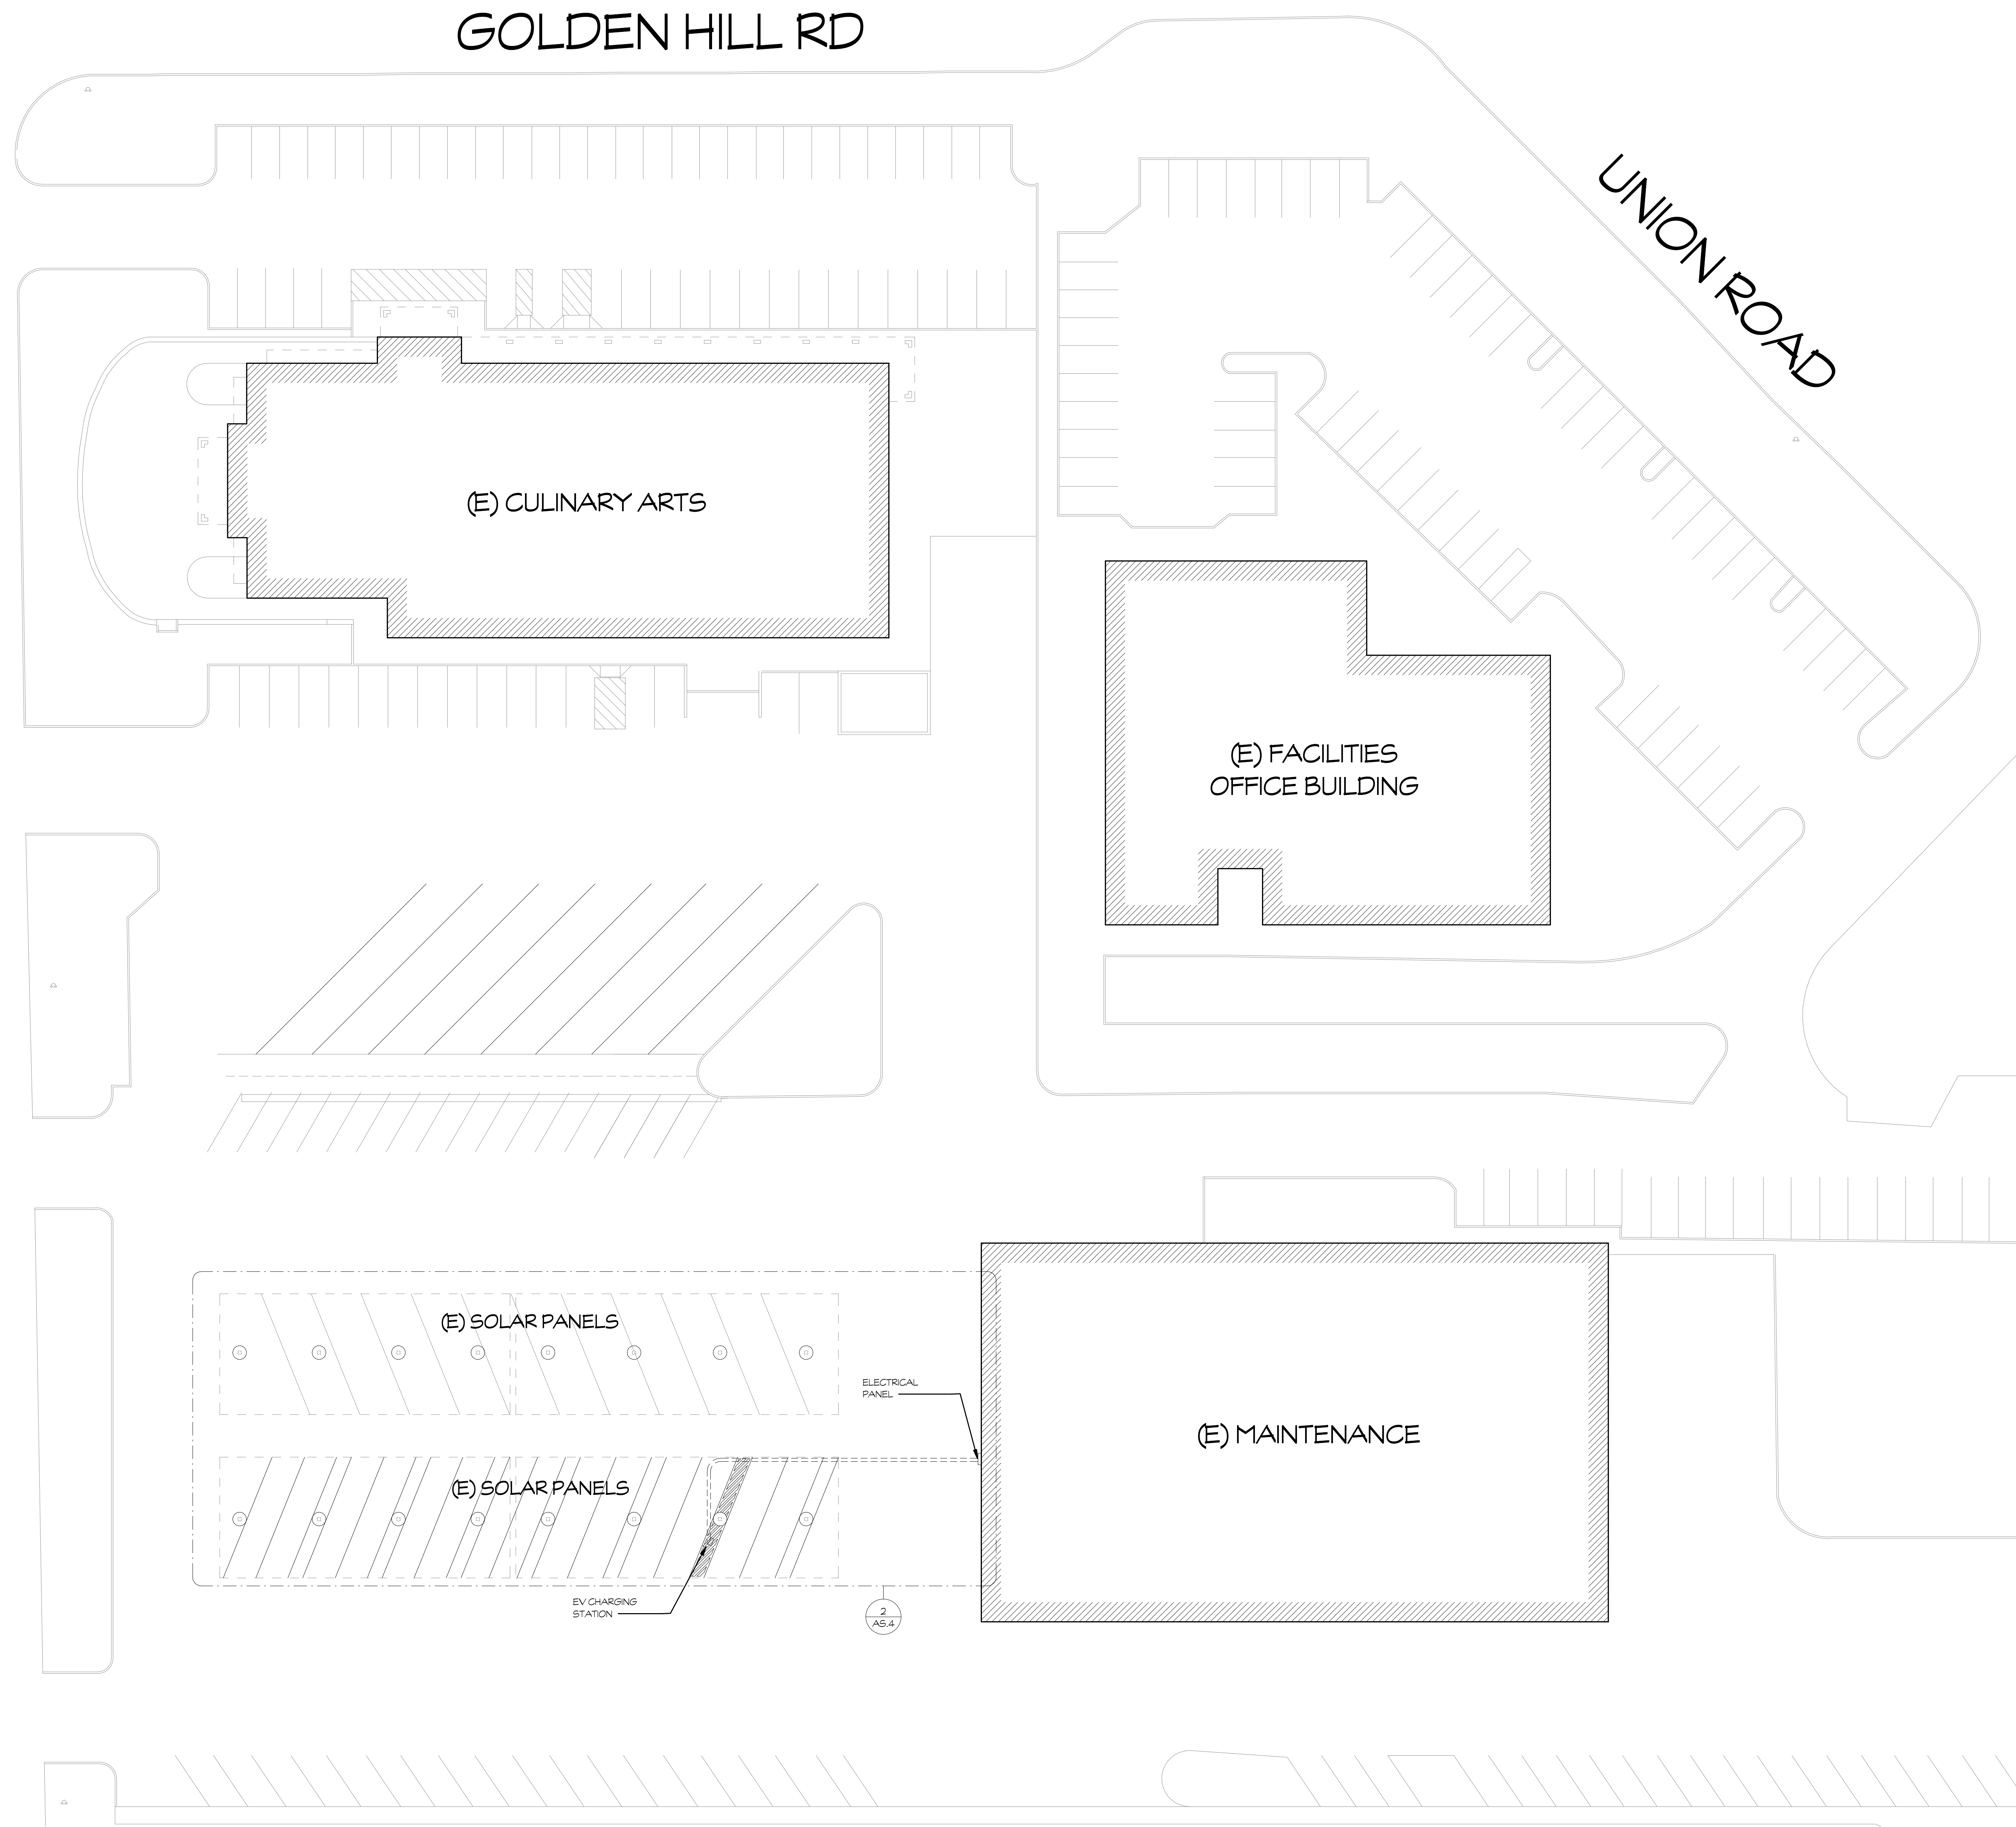 GOLDEN HILL RD
UNION ROAD
(E) CULINARY ARTS
(E) FACILITIES
OFFICE BUILDING
(E) SOLAR PANELS
ELECTRICAL
PANEL
(E) MAINTENANCE
(E) SOLAR PANELS
EV CHARGING
STATION
2
AS.4